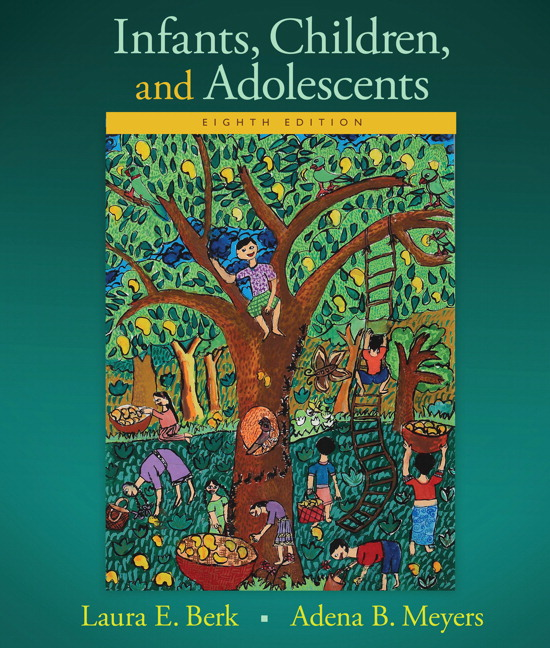 Infants, Children,
and Adolescents
EIGHTH EDITION
Laura E. Berk ▪ Adena B. Meyers